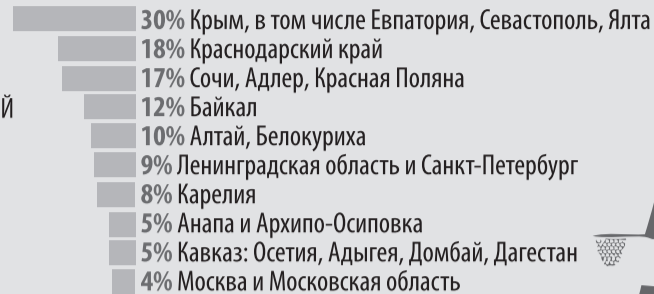 30% Крым, в том числе Евпатория, Севастополь, Ялта
18% Краснодарский край
17% Сочи, Адлер, Красная Поляна
й 12% Байкал
10% Алтай, Белокуриха
9% Ленинградская область и Санкт-Петербург
8% Карелия
5% Анапа и Архипо-Осиповка
5% Кавказ: Осетия, Адыгея, Домбай, Дагестан
4% Москва и Московская область